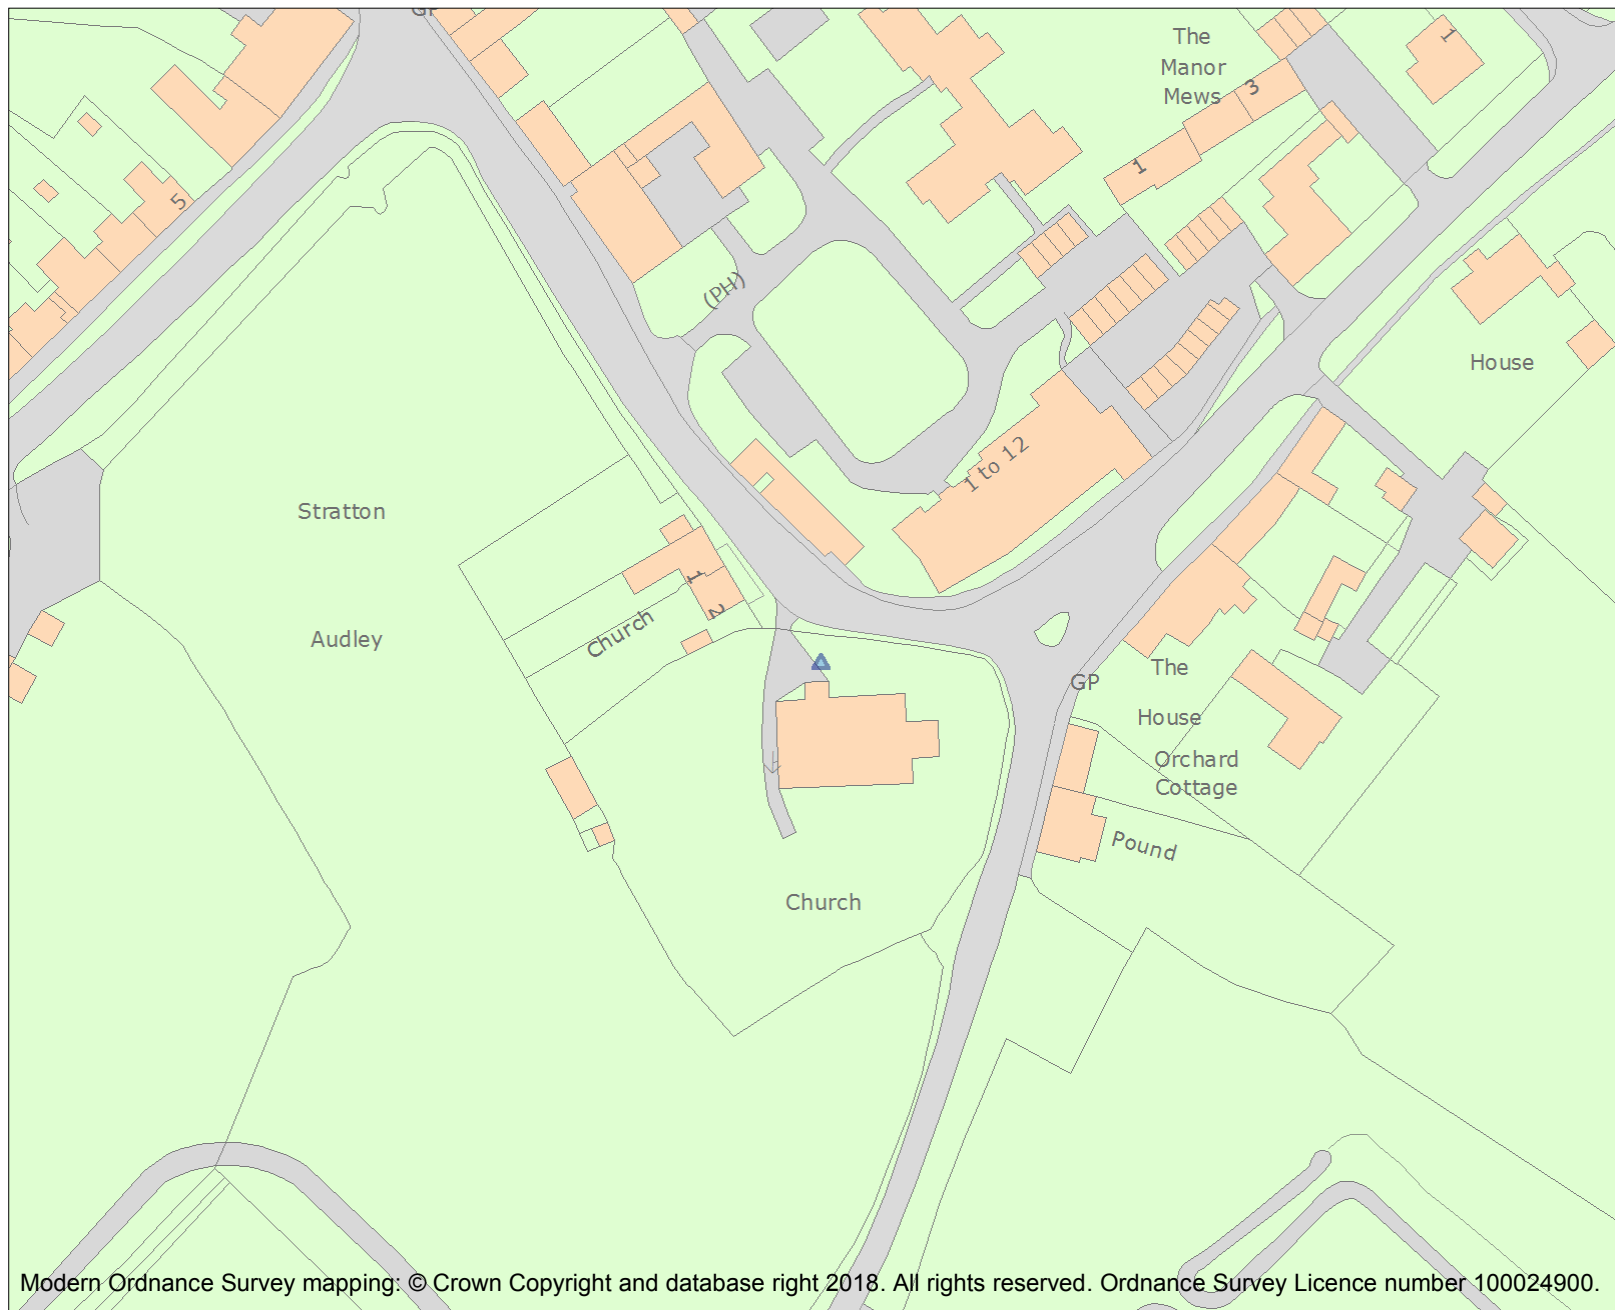 GP
The
Manor
Mews
1
3
1
5
(PH)
House
1 to 12
Stratton
Audley
1
2
Church
The
GP
House
Orchard
Cottage
Pound
Church
Modern Ordnance Survey mapping: © Crown Copyright and database right 2018. All rights reserved. Ordnance Survey Licence number 100024900.